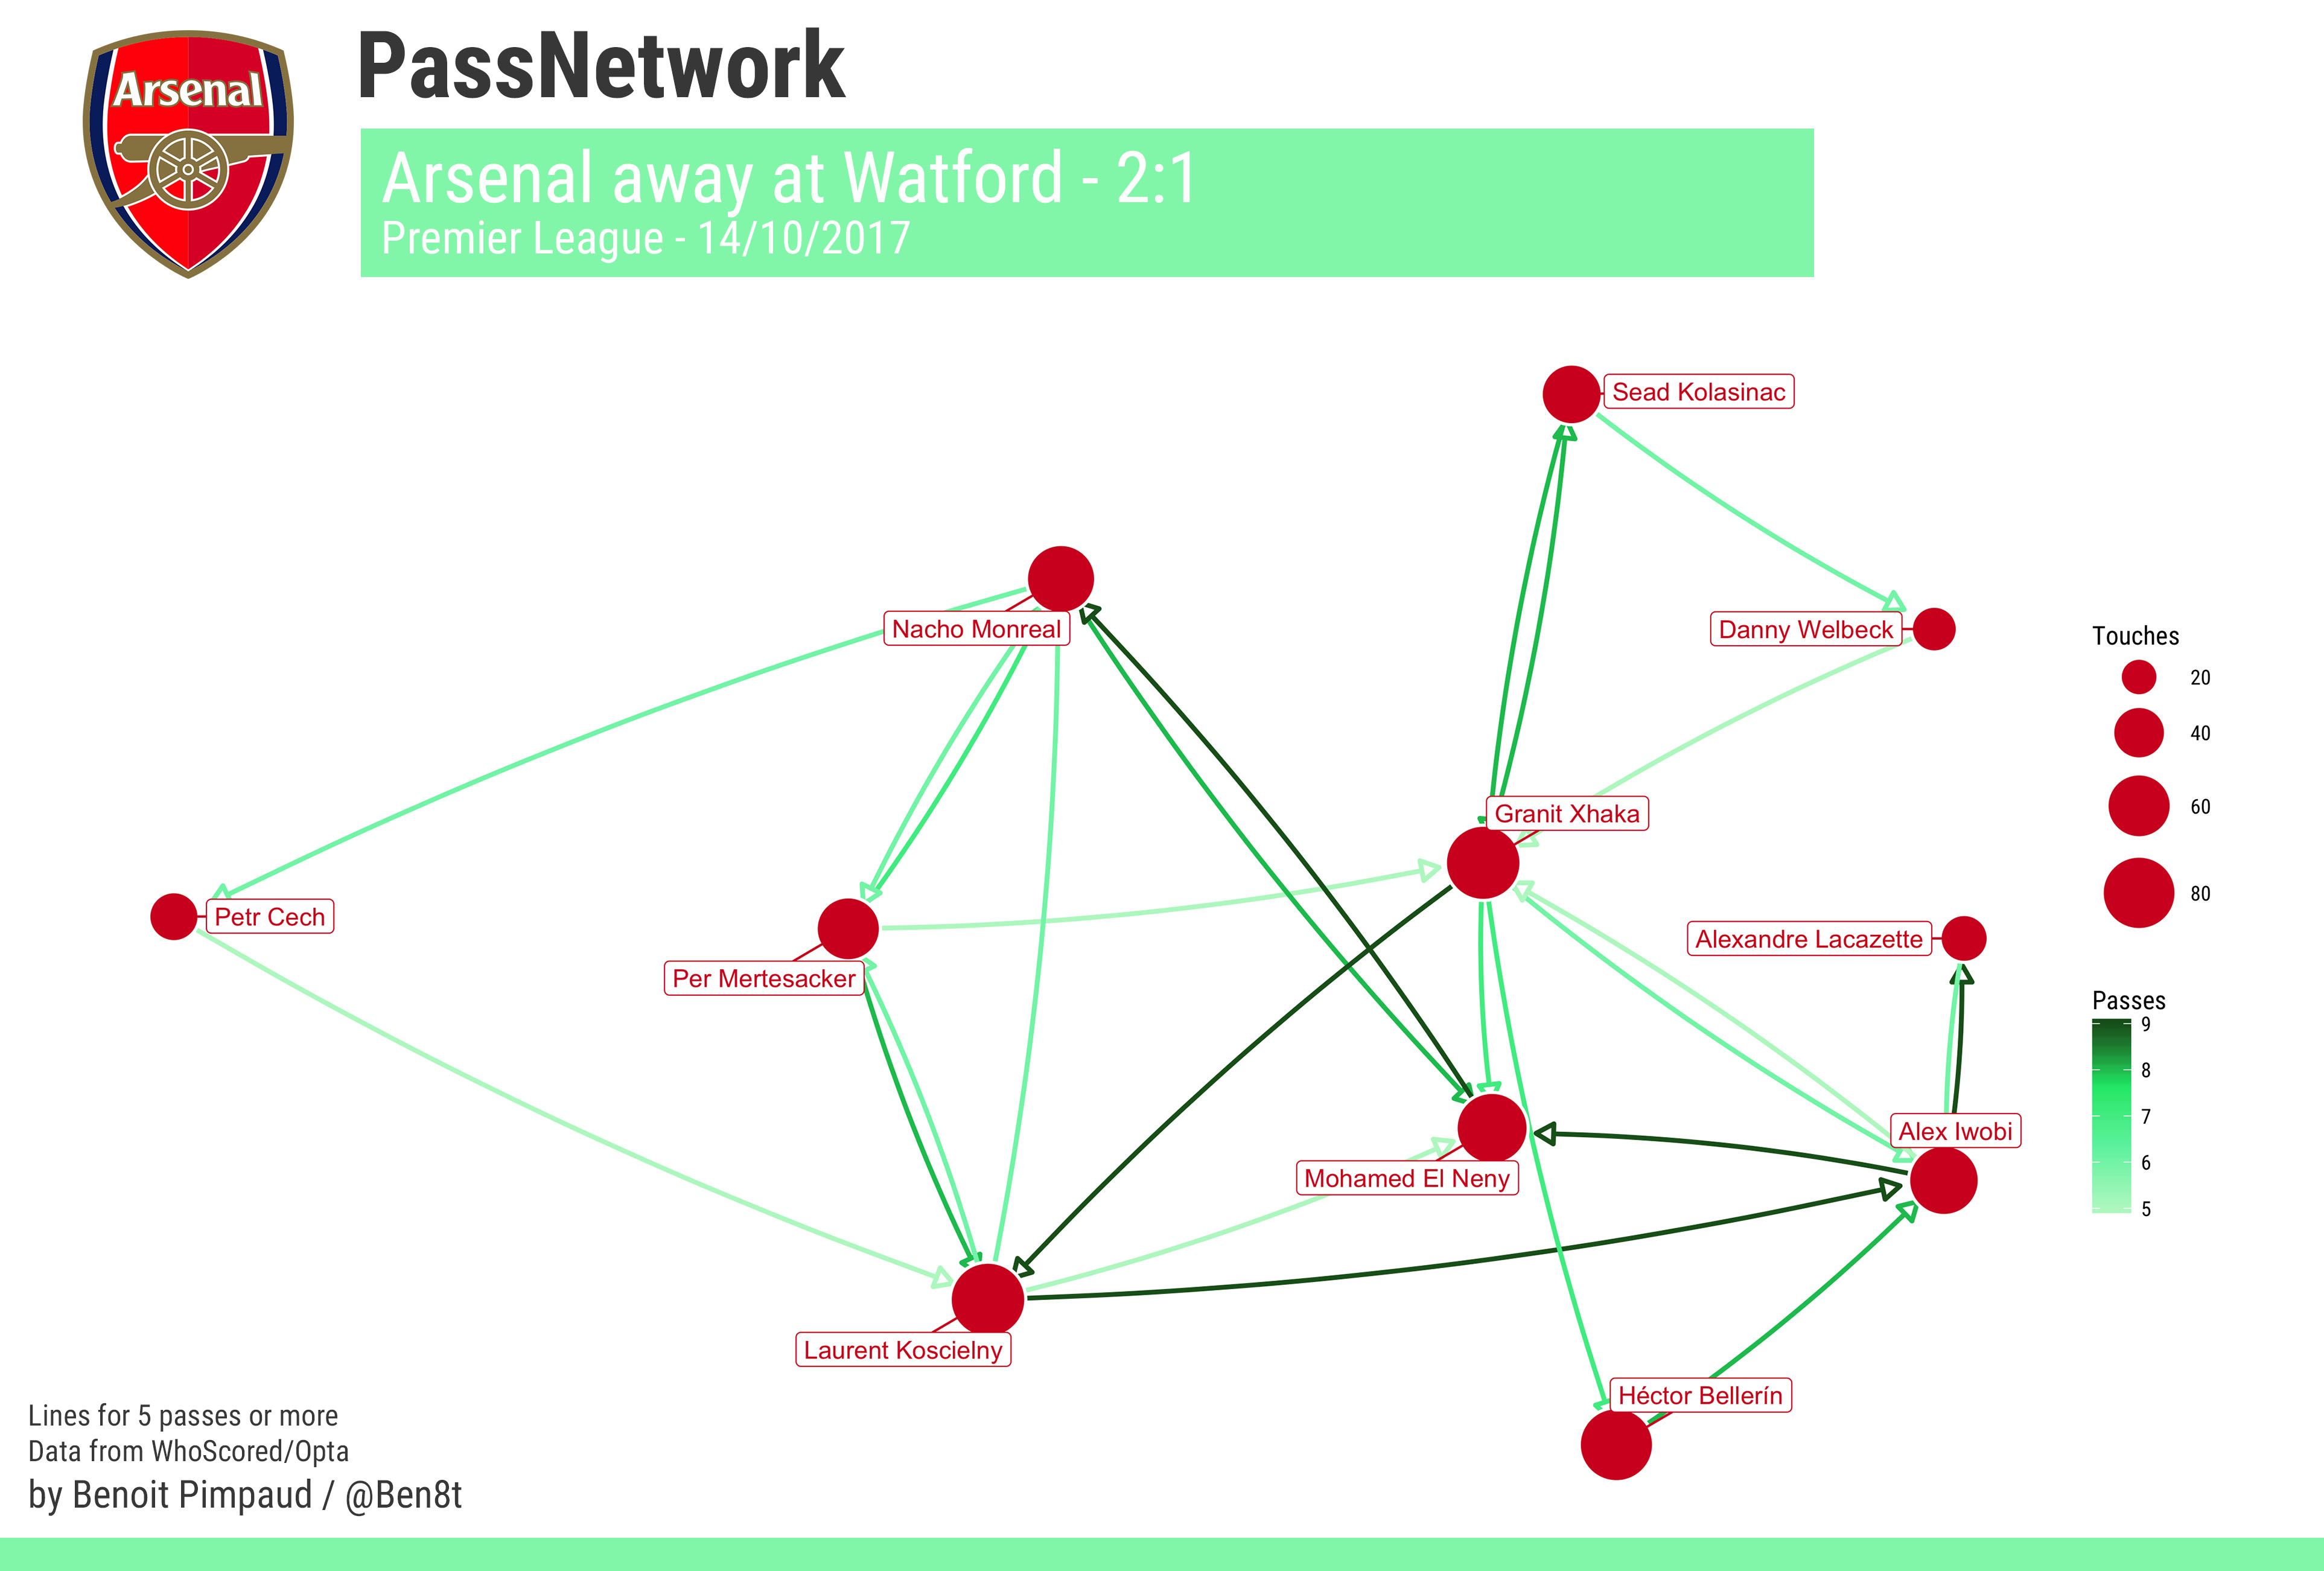 Arsenal
PassNetwork
Arsenal away at Watford - 2:1
Premier League - 14/10/2017
Sead Kolasinac
Nacho Monreal
Danny Welbeck
Granit Xhaka
Petr Cech
Per Mertesacker
Alexandre Lacazette
Alex Iwobi
Mohamed El Neny
Laurent Koscielny
Héctor Bellerín
Touches
20
40
60
80
Passes
9
8
7
6
5
Lines for 5 passes or more
Data from WhoScored/Opta
by Benoit Pimpaud / @Ben8t